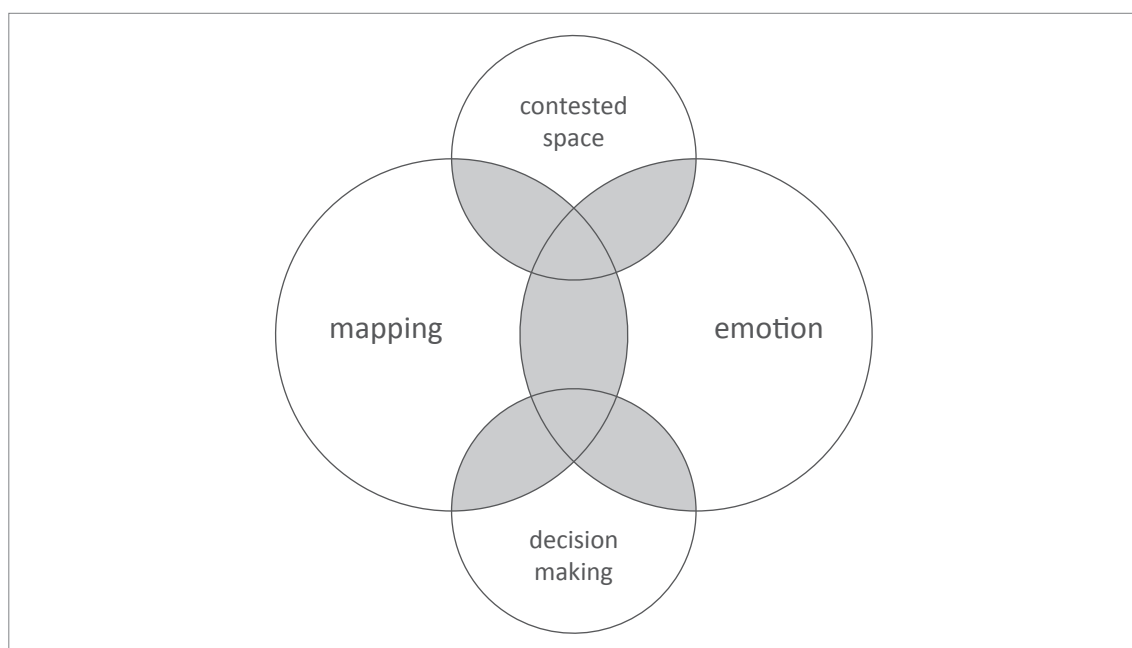 contested
space
mapping
emotion
decision
making